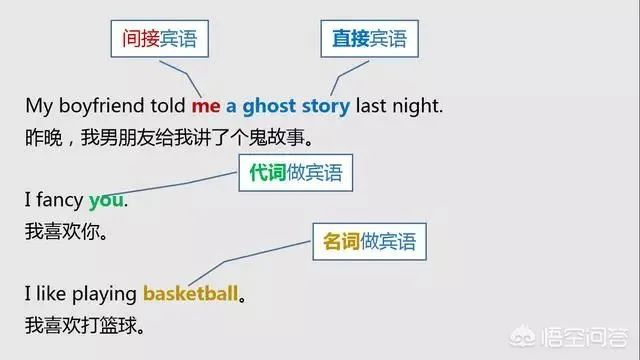 间接宾语 直接宾语
My boyfriend told me a ghost story last night.
昨晚，我男朋友给我讲了个鬼故事。
代词做宾语
I fancy you.
我喜欢你。
名词做宾语
I like playing basketball。
我喜欢打篮球。
悟空问答